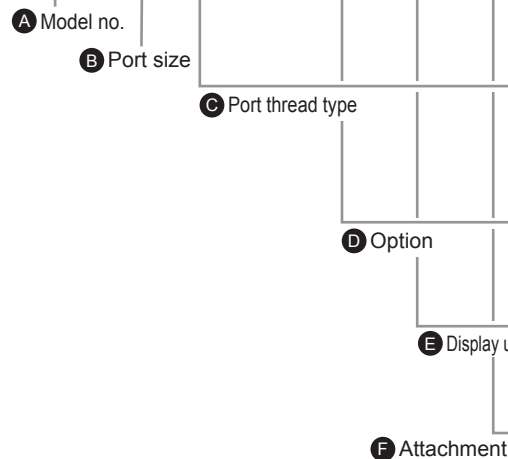 A Model no.
B Port size
C Port thread type
D Option
E Display
F Attachment